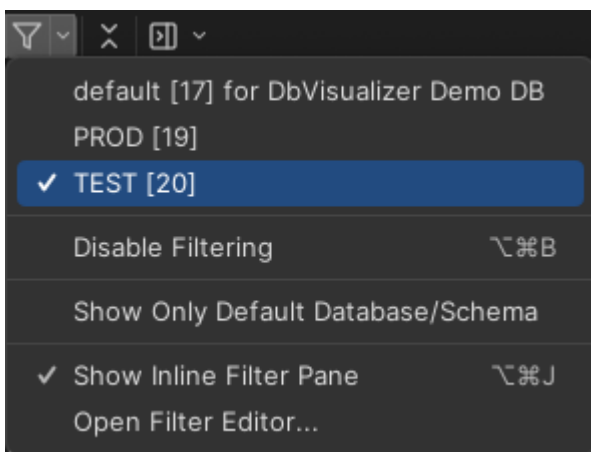 default [17] for DbVisualizer Demo DB
PROD [19]
✓ TEST [20]
Disable Filtering ⌥⌘B
Show Only Default Database/Schema
✓ Show Inline Filter Pane ⌥⌘J
Open Filter Editor...